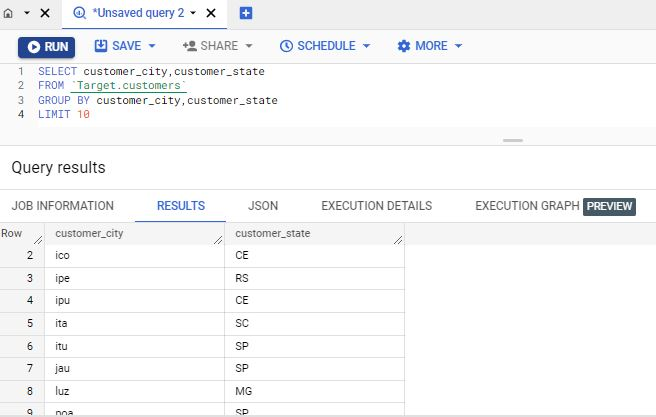 *Unsaved query 2
RUN SAVE SHARE SCHEDULE MORE
1 SELECT customer_city,customer_state
2 FROM `Target.customers`
3 GROUP BY customer_city,customer_state
4 LIMIT 10
Query results
JOB INFORMATION RESULTS JSON EXECUTION DETAILS EXECUTION GRAPH PREVIEW
Row customer_city customer_state
2 ico CE
3 ipe RS
4 ipu CE
5 ita SC
6 itu SP
7 jau SP
8 luz MG
9 poa SP